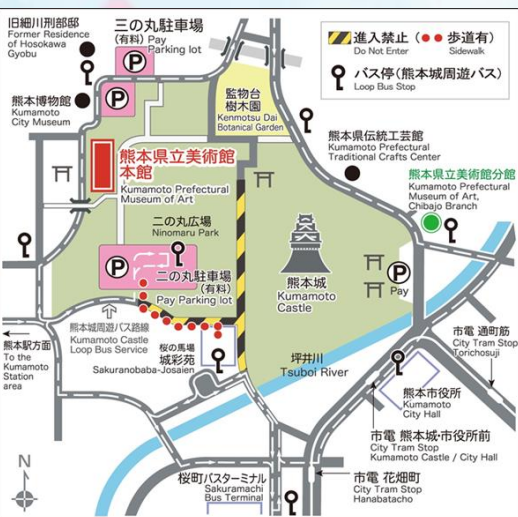 旧細川刑部邸
Former Residence
of Hosokawa
Gyobu
三の丸駐車場
(有料) Pay
Parking lot
P
P
熊本博物館
Kumamoto
City Museum
進入禁止 (●● 歩道有)
Do Not Enter
Sidewalk
バス停(熊本城周遊バス)
Loop Bus Stop
監物台
樹木園
Kenmotsu Dai
Botanical Garden
熊本県伝統工芸館
Kumamoto Prefectural
Traditional Crafts Center
熊本県立美術館
本館
Kumamoto Prefectural
Museum of Art
熊本県立美術館分館
Kumamoto Prefectural
Museum of Art,
Chibajo Branch
二の丸広場
Ninomaru Park
P
二の丸駐車場
(有料)
Pay Parking lot
熊本城
Kumamoto
Castle
P
Pay
熊本城周遊バス路線
Kumamoto Castle
Loop Bus Service
熊本駅方面
To the
Kumamoto
Station
area
桜の馬場
城彩苑
Sakuranobaba-Josaien
坪井川
Tsuboi River
市電 通町筋
City Tram Stop
Torichosuji
熊本市役所
Kumamoto
City Hall
市電 熊本城・市役所前
City Tram Stop
Kumamoto Castle / City Hall
N
桜町バスターミナル
Sakuramachi
Bus Terminal
市電 花畑町
City Tram Stop
Hanabatacho